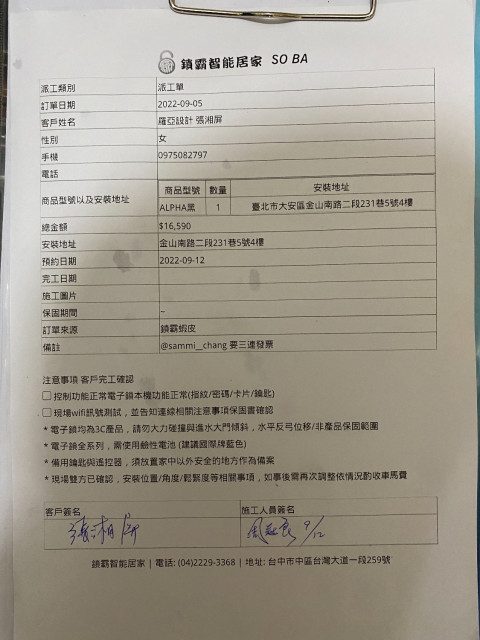 鎖霸智能居家 SO BA
派工類別 派工單
訂單日期 2022-09-05
客戶姓名 羅亞設計 張湘屏
性別 女
手機 0975082797
電話
商品型號以及安裝地址 商品型號 數量 安裝地址
ALPHA黑 1 臺北市大安區金山南路二段231巷5號4樓
總金額 $16,590
安裝地址 金山南路二段231巷5號4樓
預約日期 2022-09-12
完工日期
施工圖片
保固期間 –
訂單來源 鎖霸蝦皮
備註 @sammi__chang 要三連發票
注意事項 客戶完工確認
控制功能正常電子鎖本機功能正常(指紋/密碼/卡片/鑰匙)
現場wifi訊號測試，並告知連線相關注意事項保固書確認
* 電子鎖均為3C產品，請勿大力碰撞與進水大門傾斜，水平反弓位移/非產品保固範圍
* 電子鎖全系列，需使用鹼性電池 (建議國際牌藍色)
* 備用鑰匙與遙控器，須放置家中以外安全的地方作為備案
* 現場雙方已確認，安裝位置/角度/鬆緊度等相關事項，如事後需再次調整依情況酌收車馬費
客戶簽名 施工人員簽名
張湘屏 9/12
鎖霸智能居家 | 電話: (04)2229-3368 | 地址: 台中市中區台灣大道一段259號